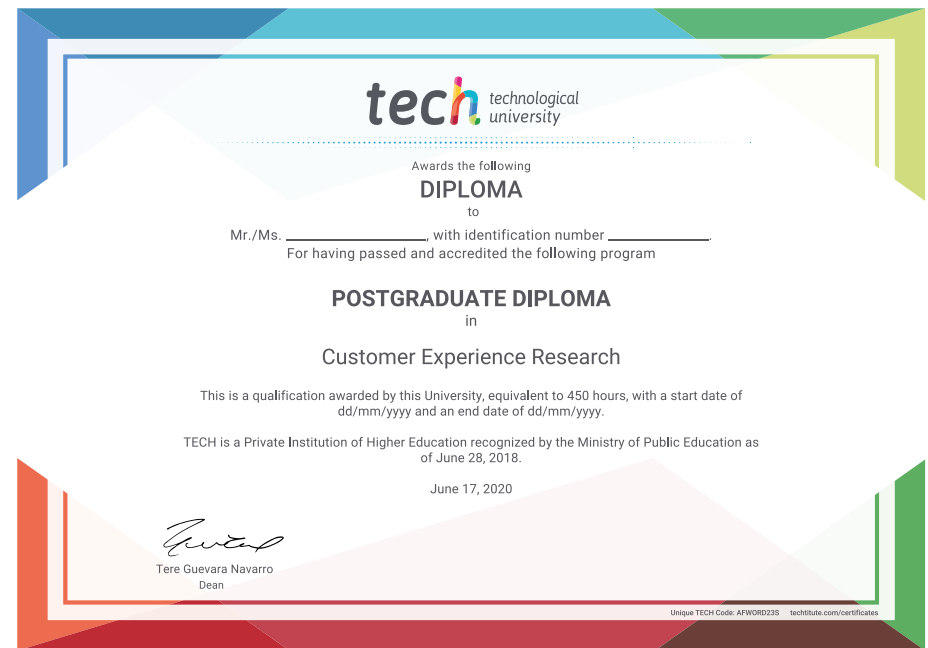 tech technological
university
Awards the following
DIPLOMA
to
Mr./Ms. ____________________, with identification number ______________.
For having passed and accredited the following program
POSTGRADUATE DIPLOMA
in
Customer Experience Research
This is a qualification awarded by this University, equivalent to 450 hours, with a start date of
dd/mm/yyyy and an end date of dd/mm/yyyy.
TECH is a Private Institution of Higher Education recognized by the Ministry of Public Education as
of June 28, 2018.
June 17, 2020
Tere Guevara Navarro
Dean
Unique TECH Code: AFWORD23S techtitute.com/certificates